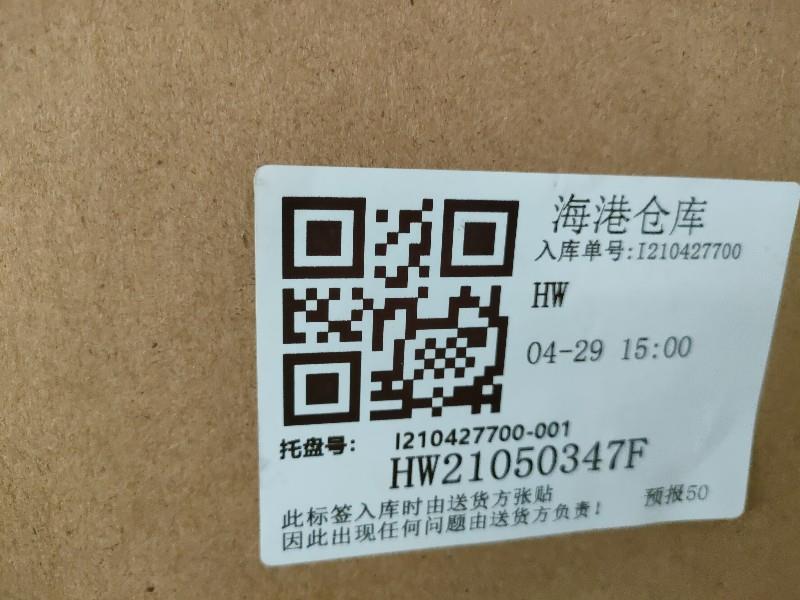 海港仓库
入库单号:I210427700
HW
04-29 15:00
托盘号: I210427700-001
HW21050347F
此标签入库时由送货方张贴 预报50
因此出现任何问题由送货方负责!